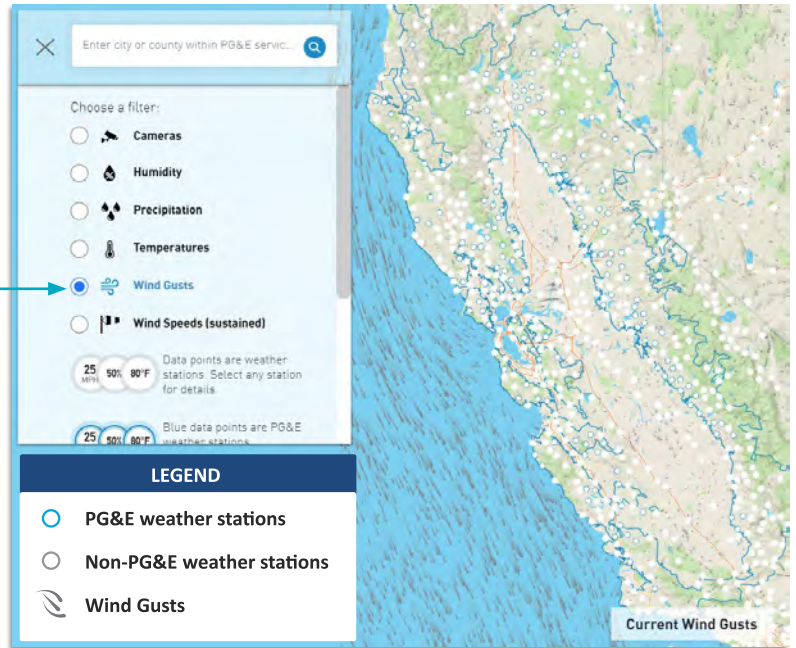 Enter city or county within PG&E servic...
Choose a filter:
Cameras
Humidity
Precipitation
Temperatures
Wind Gusts
Wind Speeds (sustained)
25 MPH 50% 80°F
Data points are weather
stations. Select any station
for details.
25 50% 80°F
Blue data points are PG&E
weather stations
LEGEND
PG&E weather stations
Non-PG&E weather stations
Wind Gusts
Current Wind Gusts